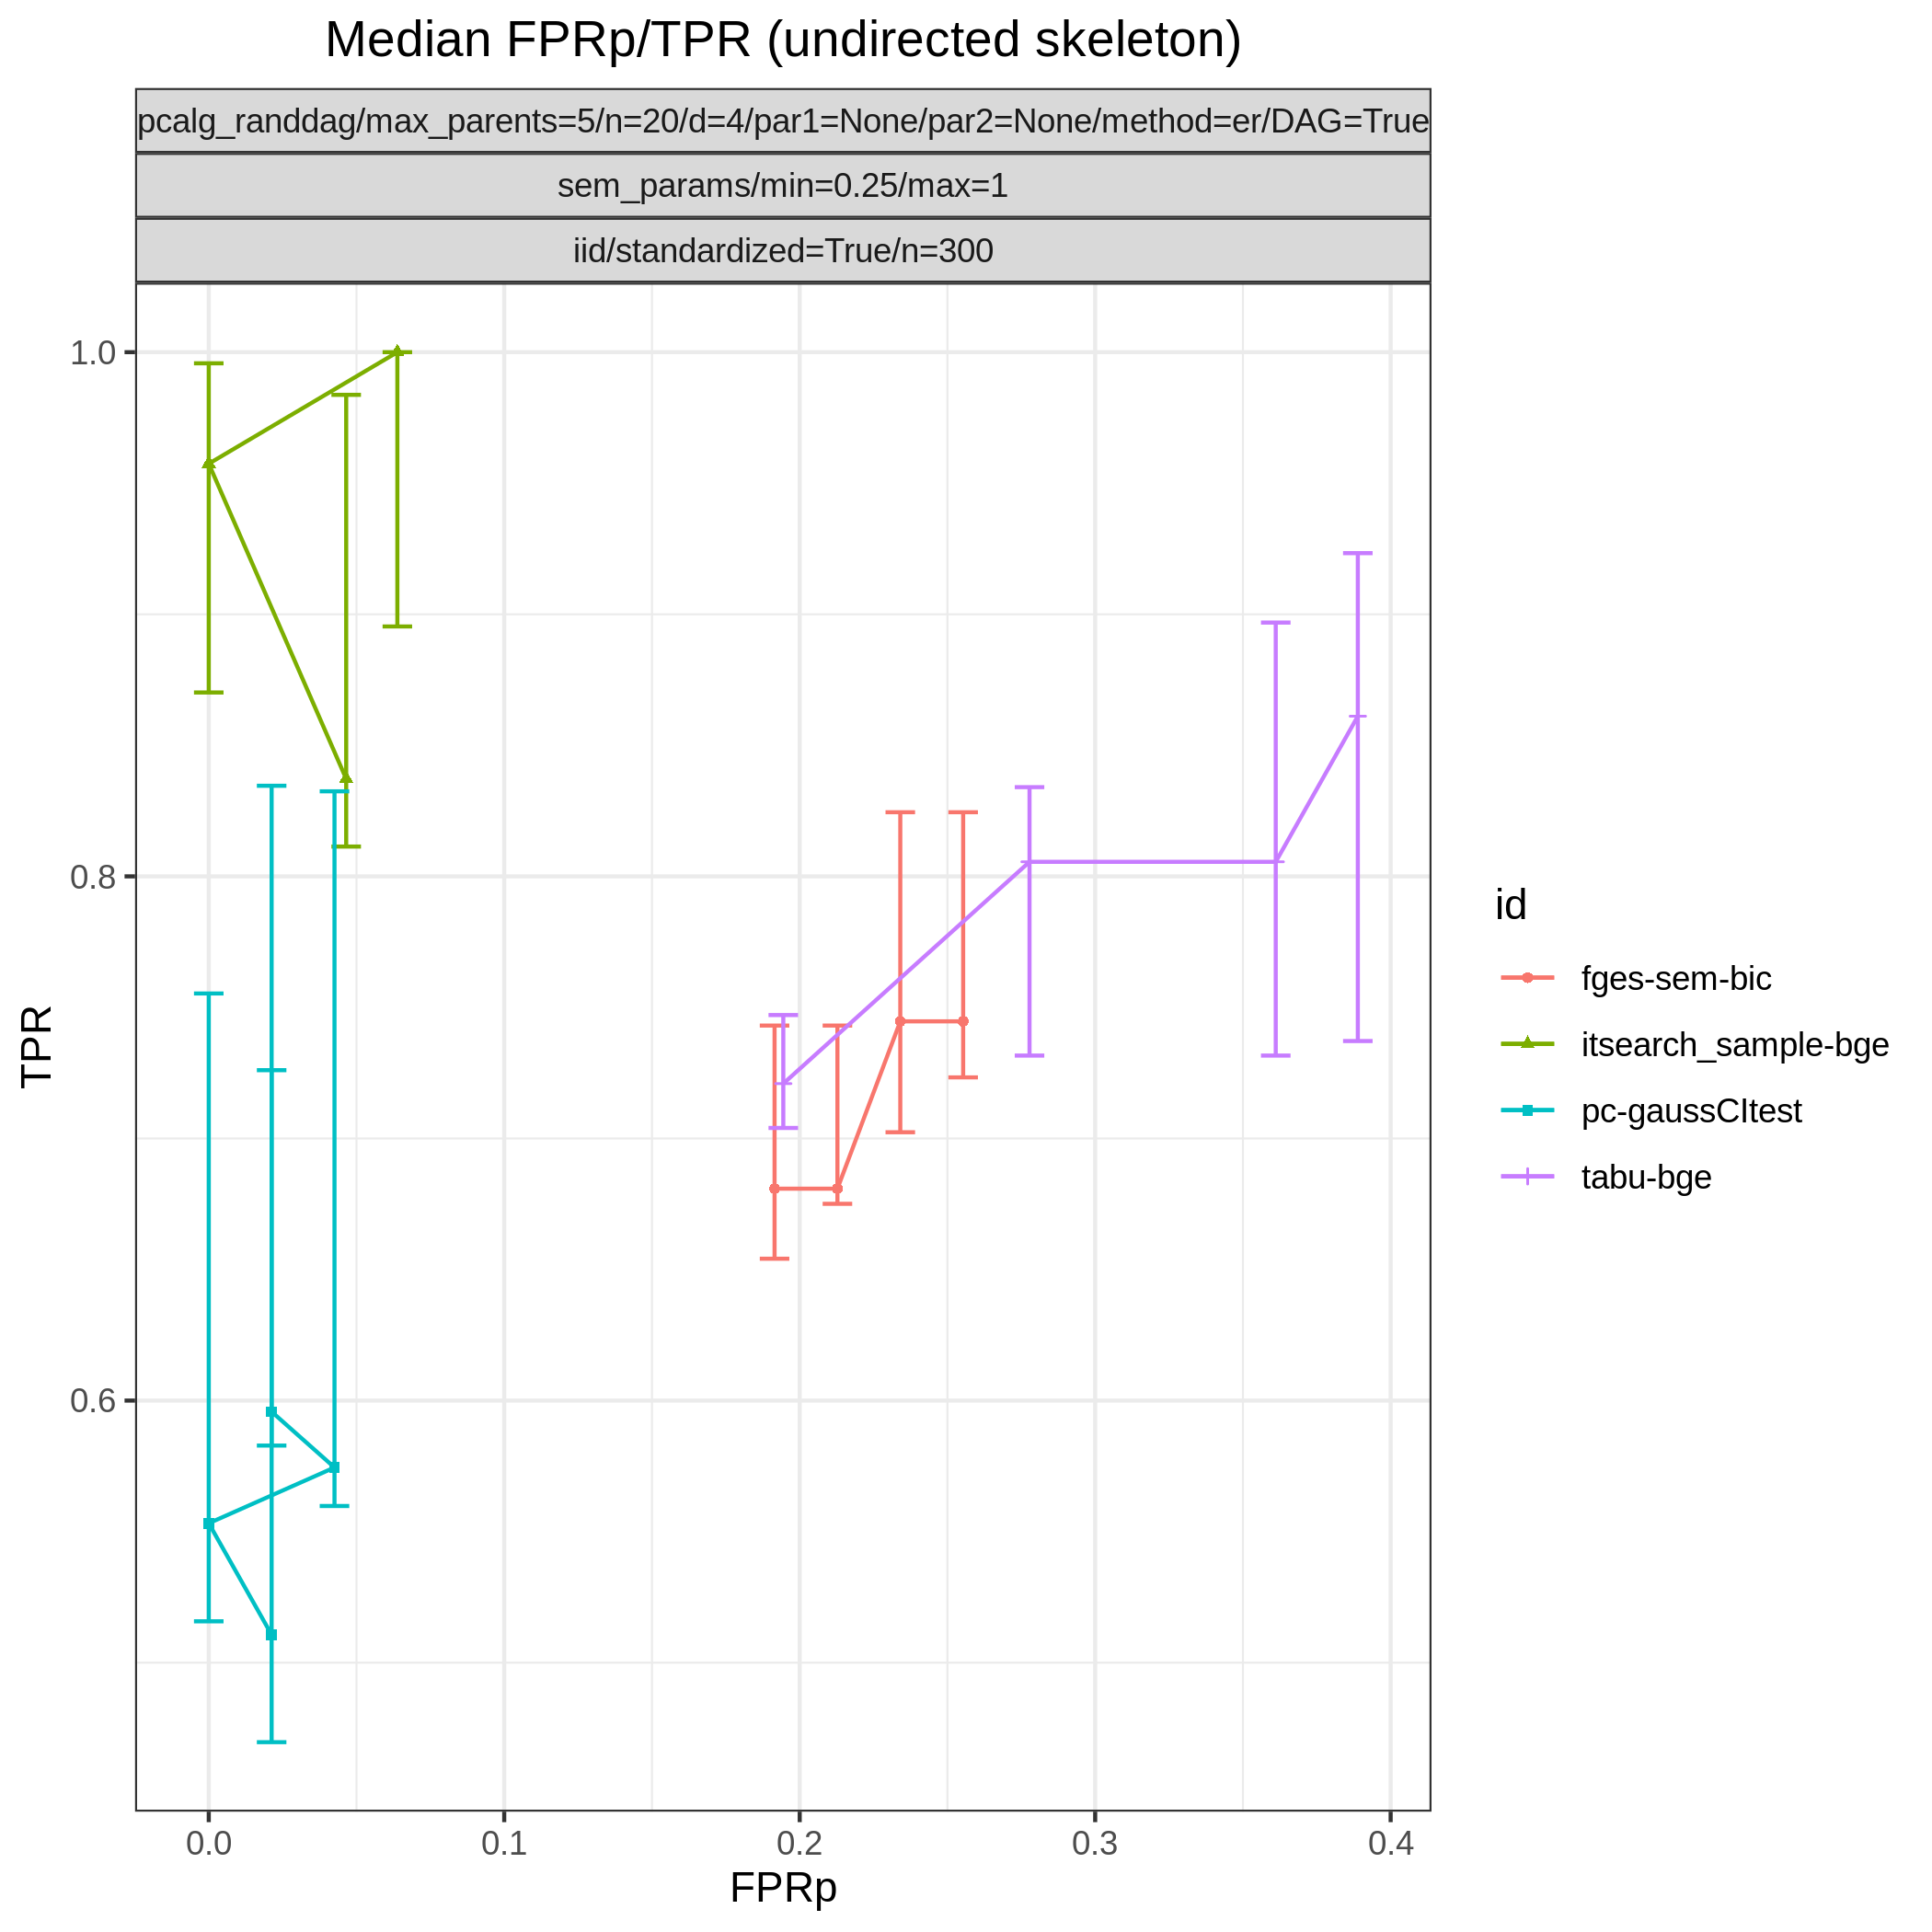 Median FPRp/TPR (undirected skeleton)
pcalg_randdag/max_parents=5/n=20/d=4/par1=None/par2=None/method=er/DAG=True
sem_params/min=0.25/max=1
iid/standardized=True/n=300
1.0
0.8
0.6
TPR
0.0 0.1 0.2 0.3 0.4
FPRp
id
fges-sem-bic
itsearch_sample-bge
pc-gaussCItest
tabu-bge